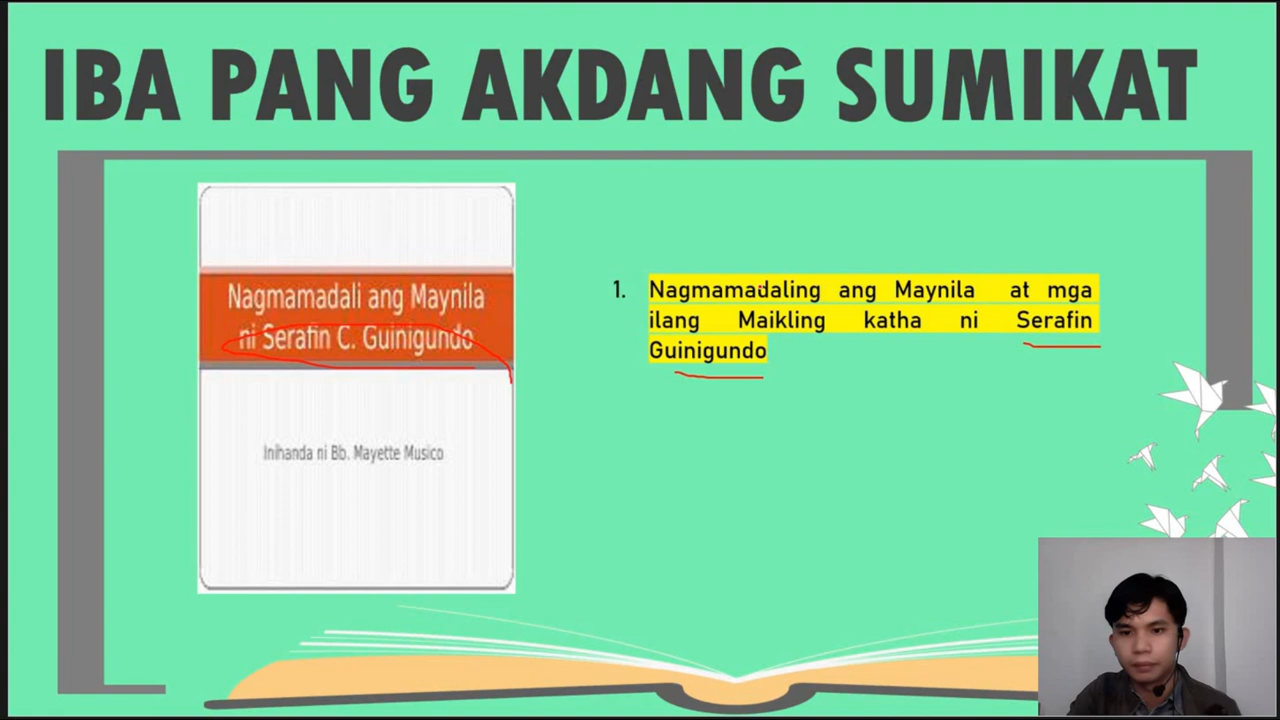 IBA PANG AKDANG SUMIKAT
Nagmamadali ang Maynila
ni Serafin C. Guinigundo
Inihanda ni Bb. Mayette Musico
1. Nagmamadaling ang Maynila at mga
ilang Maikling katha ni Serafin
Guinigundo